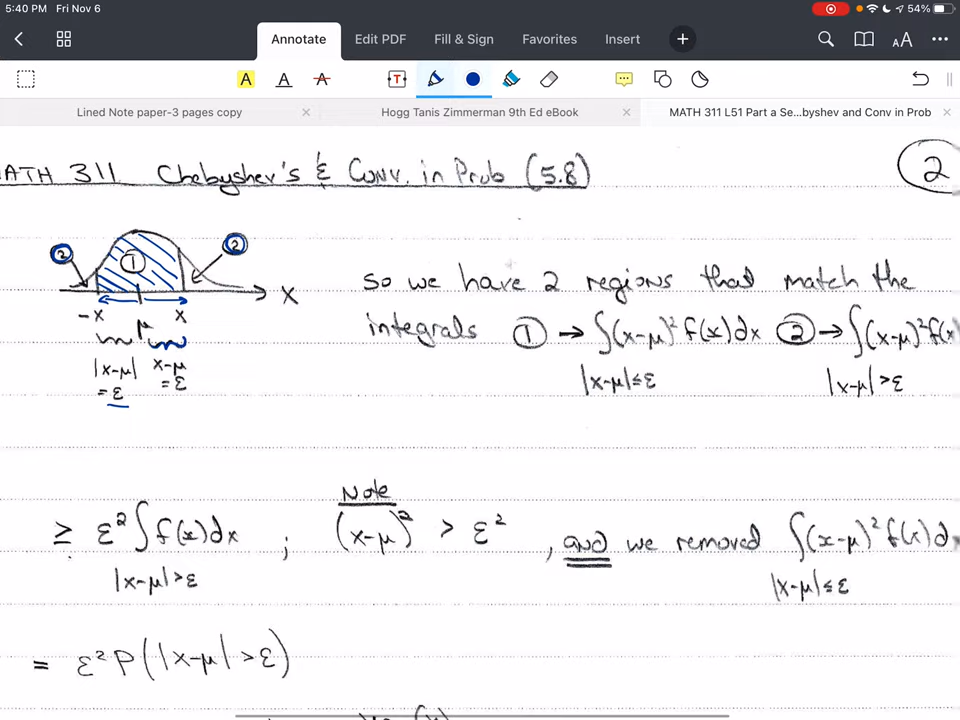 5:40 PM Fri Nov 6
54%
Annotate Edit PDF Fill & Sign Favorites Insert
AA
A A A T
Lined Note paper-3 pages copy
Hogg Tanis Zimmerman 9th Ed eBook
MATH 311 L51 Part a Se...byshev and Conv in Prob
ATH 311 Chebyshev's & Conv. in Prob (5.8)
2
② ① ②
x
-x μ x
|x-μ| = ε
x-μ = ε
so we have 2 regions that match the
integrals ① → ∫(x-μ)² f(x)dx ② → ∫(x-μ)² f(x
|x-μ|≤ε |x-μ|>ε
Note
≥ ε² ∫ f(x)dx ; (x-μ)² > ε² , and we removed ∫(x-μ)² f(x)d
|x-μ|>ε |x-μ|≤ε
= ε² P(|x-μ|>ε)